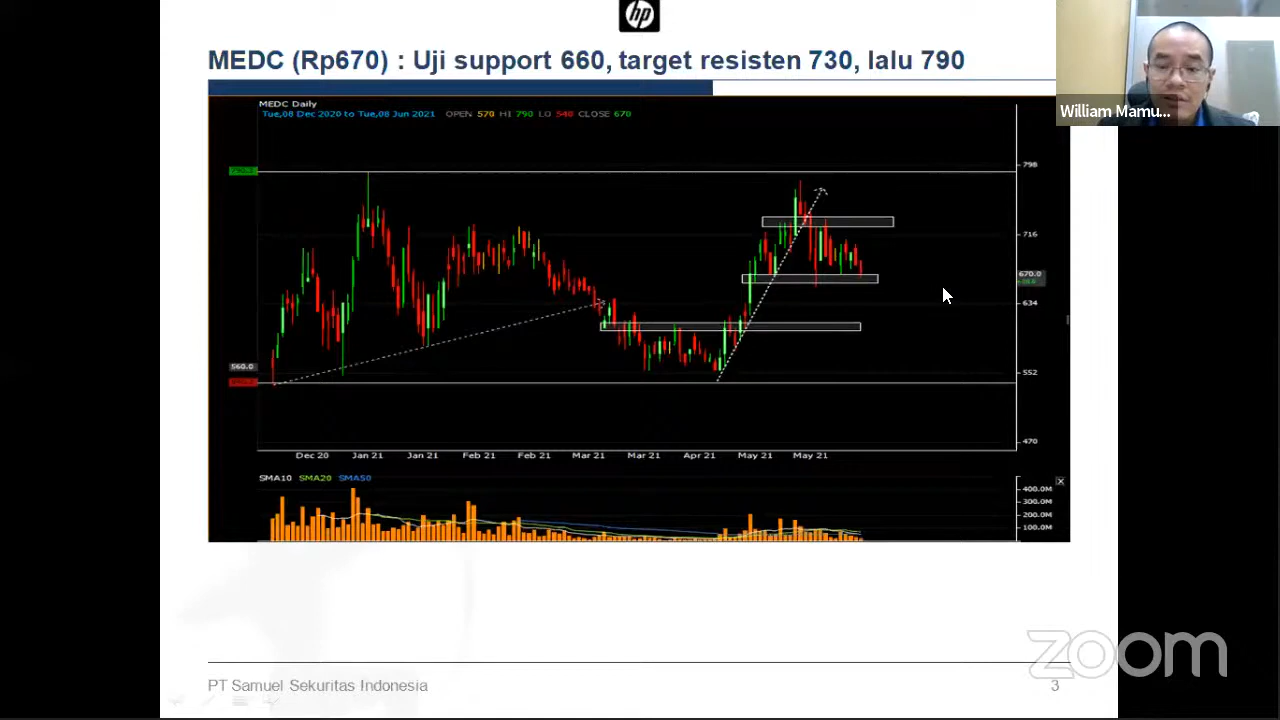 hp
MEDC (Rp670) : Uji support 660, target resisten 730, lalu 790
William Mamu...
MEDC Daily
Tue,08 Dec 2020 to Tue,08 Jun 2021 OPEN 570 HI 790 LO 540 CLOSE 670
798
716
670.0
634
560.0
552
470
Dec 20 Jan 21 Jan 21 Feb 21 Feb 21 Mar 21 Mar 21 Apr 21 May 21 May 21
SMA10 SMA20 SMA50
400.0M
300.0M
200.0M
100.0M
zoom
PT Samuel Sekuritas Indonesia
3